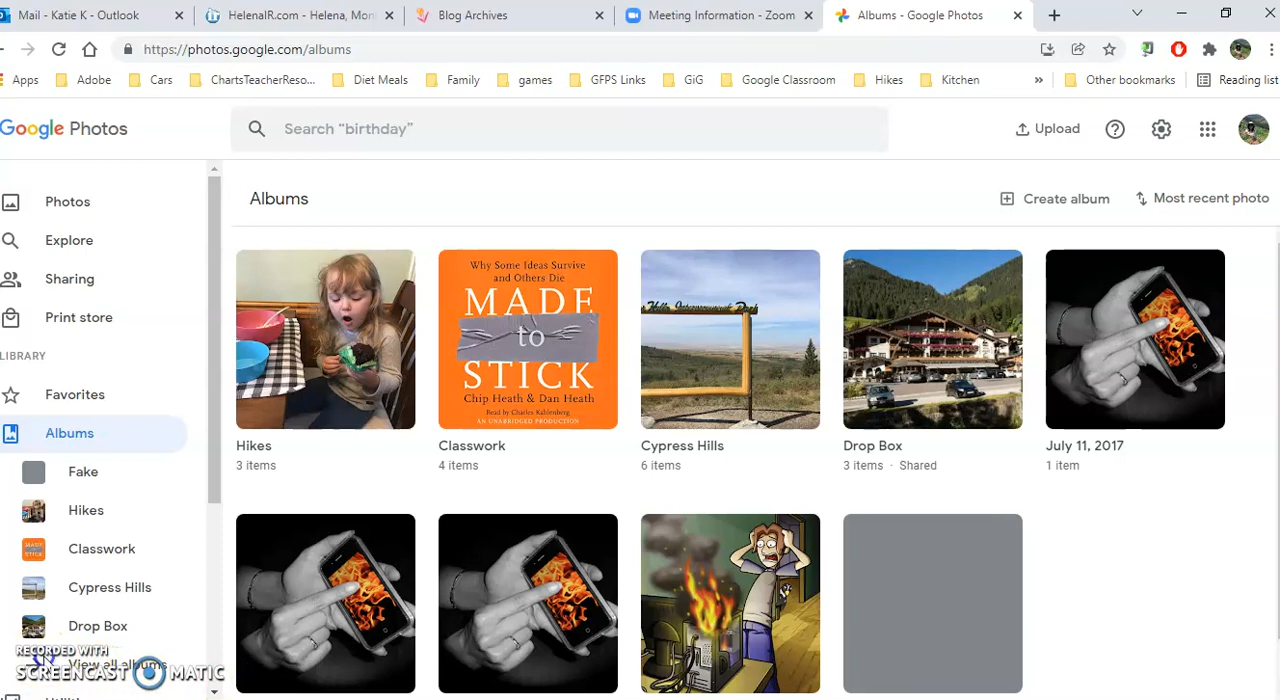 Mail - Katie K - Outlook
HelenaIR.com - Helena, Mon
Blog Archives
Meeting Information - Zoom
Albums - Google Photos
https://photos.google.com/albums
Apps
Adobe
Cars
ChartsTeacherReso...
Diet Meals
Family
games
GFPS Links
GiG
Google Classroom
Hikes
Kitchen
»
Other bookmarks
Reading list
Google Photos
Search “birthday”
Upload
Photos
Explore
Sharing
Print store
LIBRARY
Favorites
Albums
Fake
Hikes
Classwork
Cypress Hills
Drop Box
View all albums
Albums
Create album
Most recent photo
Why Some Ideas Survive
and Others Die
MADE
to
STICK
Chip Heath & Dan Heath
Read by Charles Kahlenberg
AN UNABRIDGED PRODUCTION
Hikes
3 items
Classwork
4 items
Cypress Hills
6 items
Drop Box
3 items · Shared
July 11, 2017
1 item
RECORDED WITH
SCREENCAST MATIC